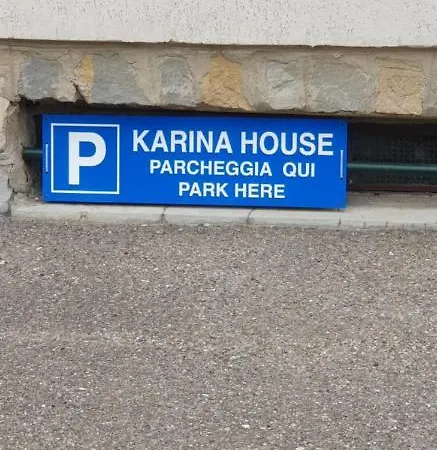 P
KARINA HOUSE
PARCHEGGIA QUI
PARK HERE